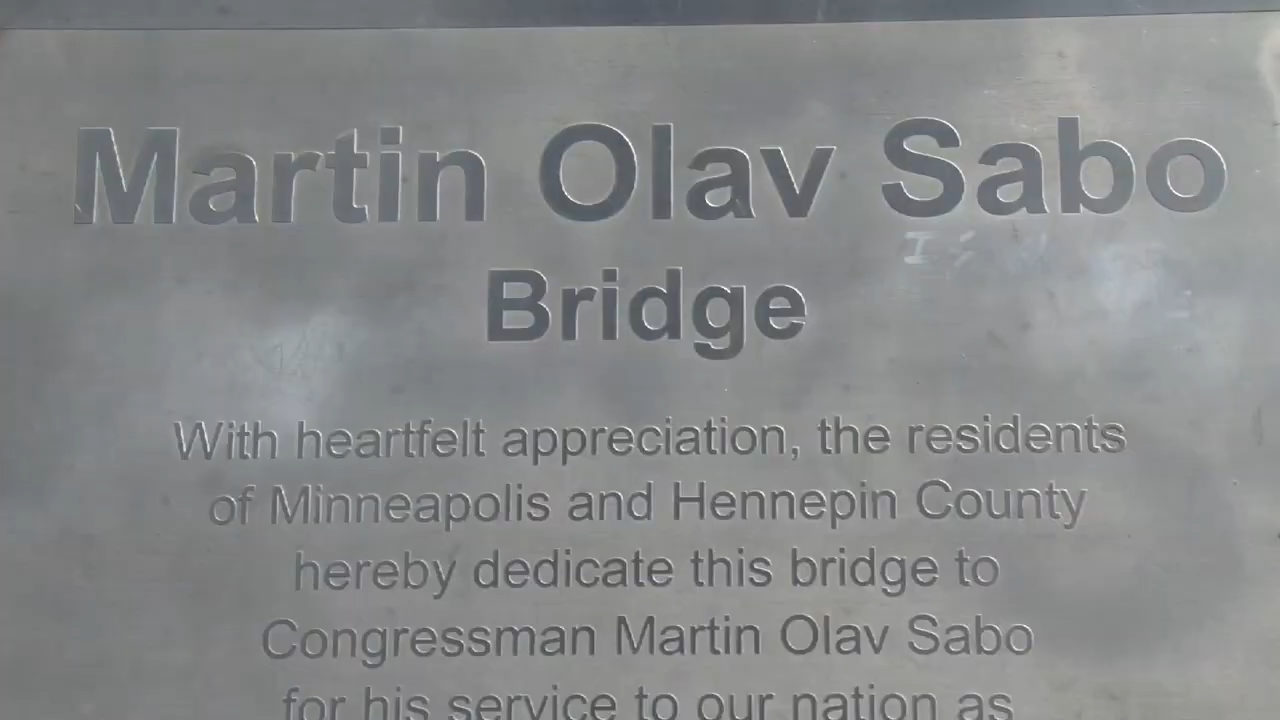 Martin Olav Sabo
Bridge
With heartfelt appreciation, the residents
of Minneapolis and Hennepin County
hereby dedicate this bridge to
Congressman Martin Olav Sabo
for his service to our nation as